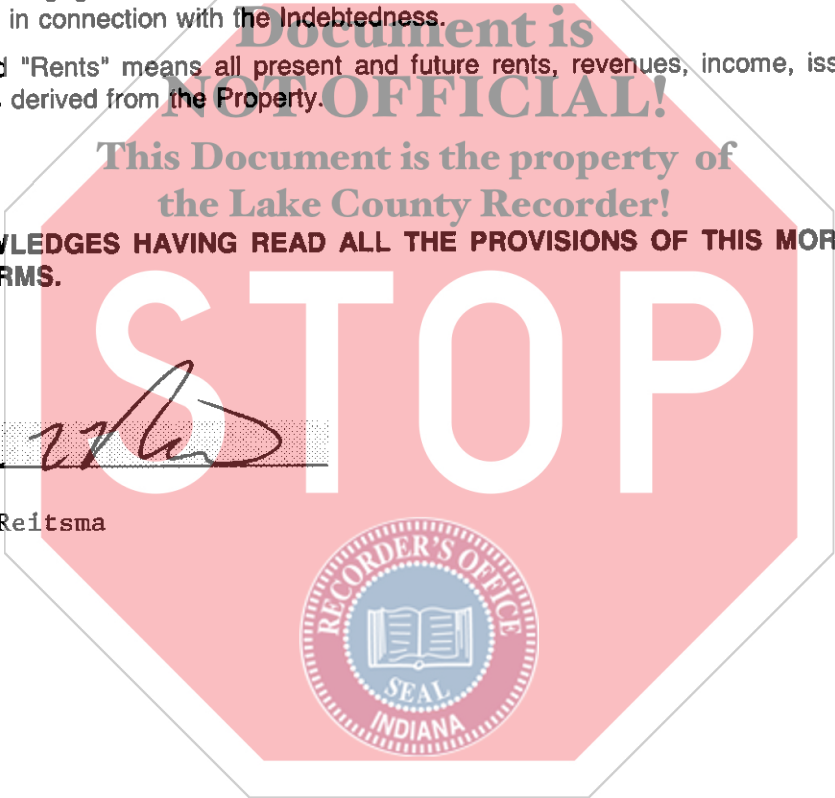 in connection with the Indebtedness.
Document is
"Rents" means all present and future rents, revenues, income, iss
derived from the Property.
NOT OFFICIAL!
This Document is the property of
the Lake County Recorder!
VLEDGES HAVING READ ALL THE PROVISIONS OF THIS MOR
RMS.
STOP
Reitsma
RECORDER'S OFFICE
SEAL
INDIANA